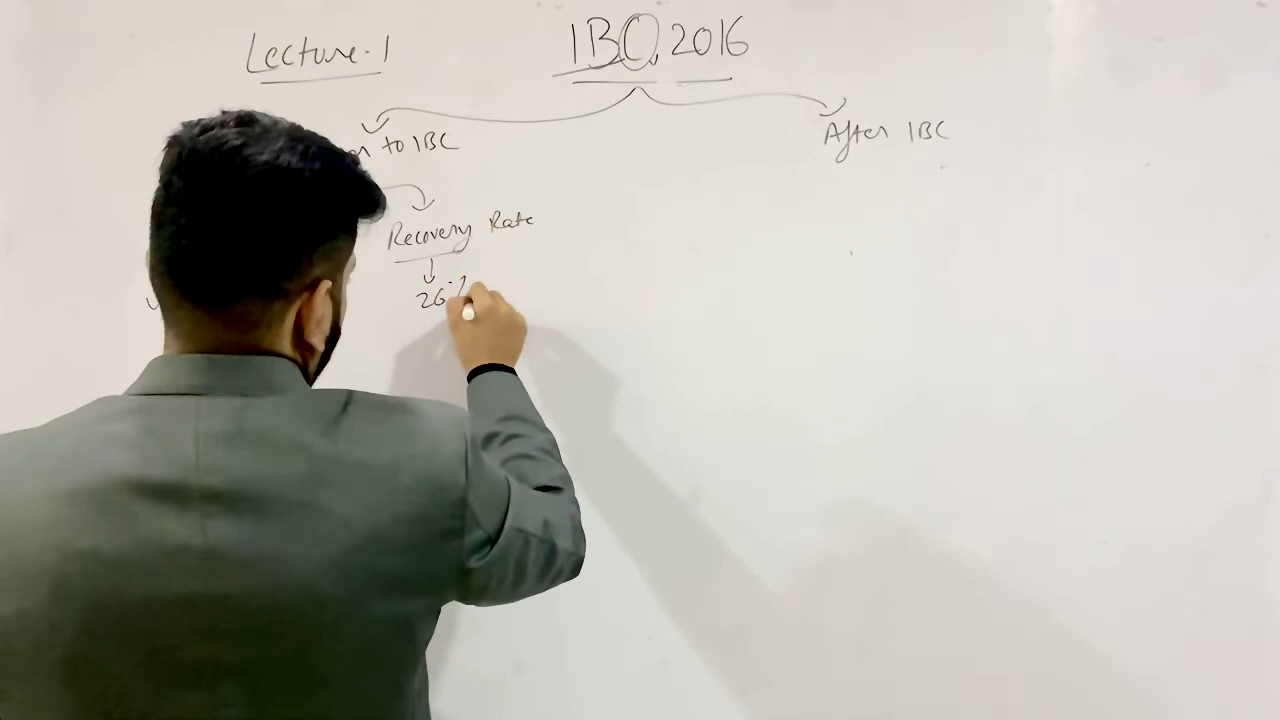 Lecture-1
IBC, 2016
to IBC
After IBC
Recovery Rate
26%